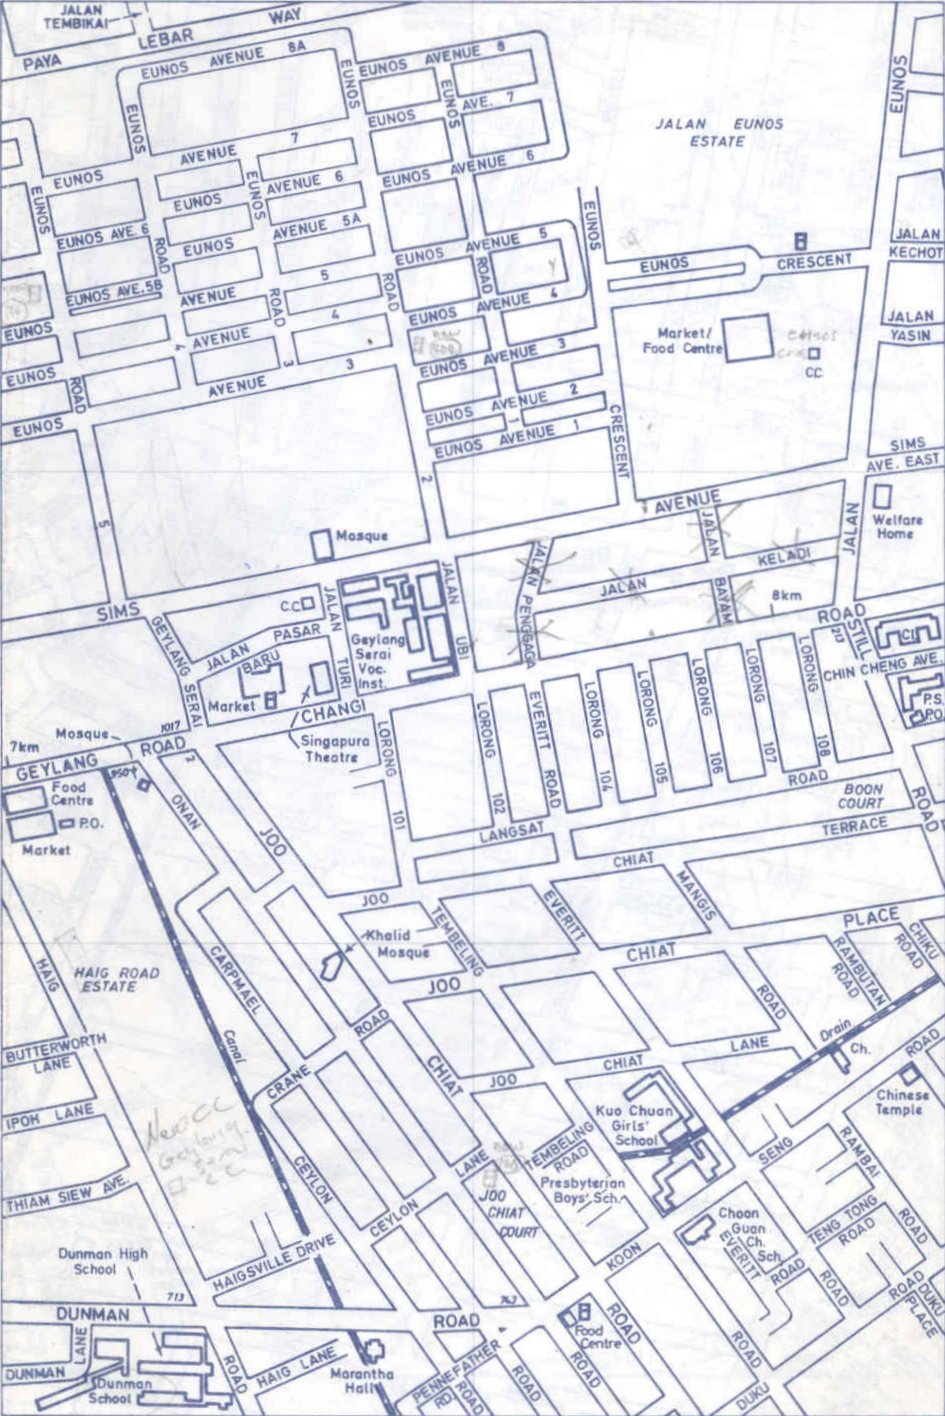 JALAN
TEMBIKAI
PAYA LEBAR WAY
EUNOS AVENUE 8A
EUNOS AVENUE 8
EUNOS
EUNOS
EUNOS
EUNOS AVE. 7
EUNOS AVENUE 7
EUNOS
JALAN EUNOS
ESTATE
EUNOS AVENUE 6
EUNOS AVENUE 6
EUNOS
EUNOS
EUNOS AVE. 6
ROAD
EUNOS AVENUE 5A
EUNOS AVENUE 5
ROAD
EUNOS
EUNOS CRESCENT
JALAN
KECHOT
EUNOS AVE. 5B
EUNOS AVENUE 5
ROAD
ROAD
EUNOS AVENUE 4
JALAN
YASIN
EUNOS AVENUE 4
4
3
EUNOS AVENUE 3
Market/
Food Centre
CC.
EUNOS
ROAD
AVENUE 3
EUNOS AVENUE 2
1
EUNOS AVENUE 1
CRESCENT
EUNOS
2
5
SIMS
AVE. EAST
AVENUE
Welfare
Home
JALAN
Mosque
JALAN PENGGAGA
JALAN BAYAM
KELADI
JALAN
8km
SIMS
C.C.
JALAN TURI
JALAN UBI
GEYLANG SERAI
JALAN PASAR
BARU
Geylang
Serai
Voc.
Inst.
Market
ROAD
213
STILL
C.I.
CHIN CHENG AVE.
P.S.
P.O.
CHANGI
Singapura
Theatre
LORONG 101
LORONG 102
EVERITT ROAD
LORONG 104
LORONG 105
LORONG 106
LORONG 107
LORONG 108
Mosque
1017
7km
GEYLANG ROAD
2
950
Food
Centre
P.O.
Market
ONAN
JOO
LANGSAT ROAD
BOON
COURT
ROAD
JOO CHIAT TERRACE
MANGIS
EVERITT
TEMBELING
Khalid
Mosque
JOO CHIAT PLACE
CHIKU
ROAD
RAMBUTAN
ROAD
HAIG
HAIG ROAD
ESTATE
CARPMAEL
ROAD
CHIAT
ROAD
Canal
Drain
BUTTERWORTH
LANE
CRANE
JOO CHIAT LANE
Ch.
ROAD
Chinese
Temple
IPOH LANE
New CC
Kuo Chuan
Girls'
School
SENG
RAMBAI
ROAD
THIAM SIEW AVE.
CEYLON
CEYLON LANE
TEMBELING
ROAD
Presbyterian
Boys' Sch.
JOO
CHIAT
COURT
Choon
Guan
Ch.
Sch.
EVERITT
ROAD
TENG TONG
ROAD
ROAD
DUKU
PLACE
KOON
Dunman High
School
HAIGSVILLE DRIVE
713
743
DUNMAN ROAD
ROAD
Food
Centre
ROAD
ROAD
DUNMAN LANE
Dunman
School
ROAD
HAIG LANE
Marantha
Hall
PENNEFATHER
RD.
ROAD
ROAD
DUKU